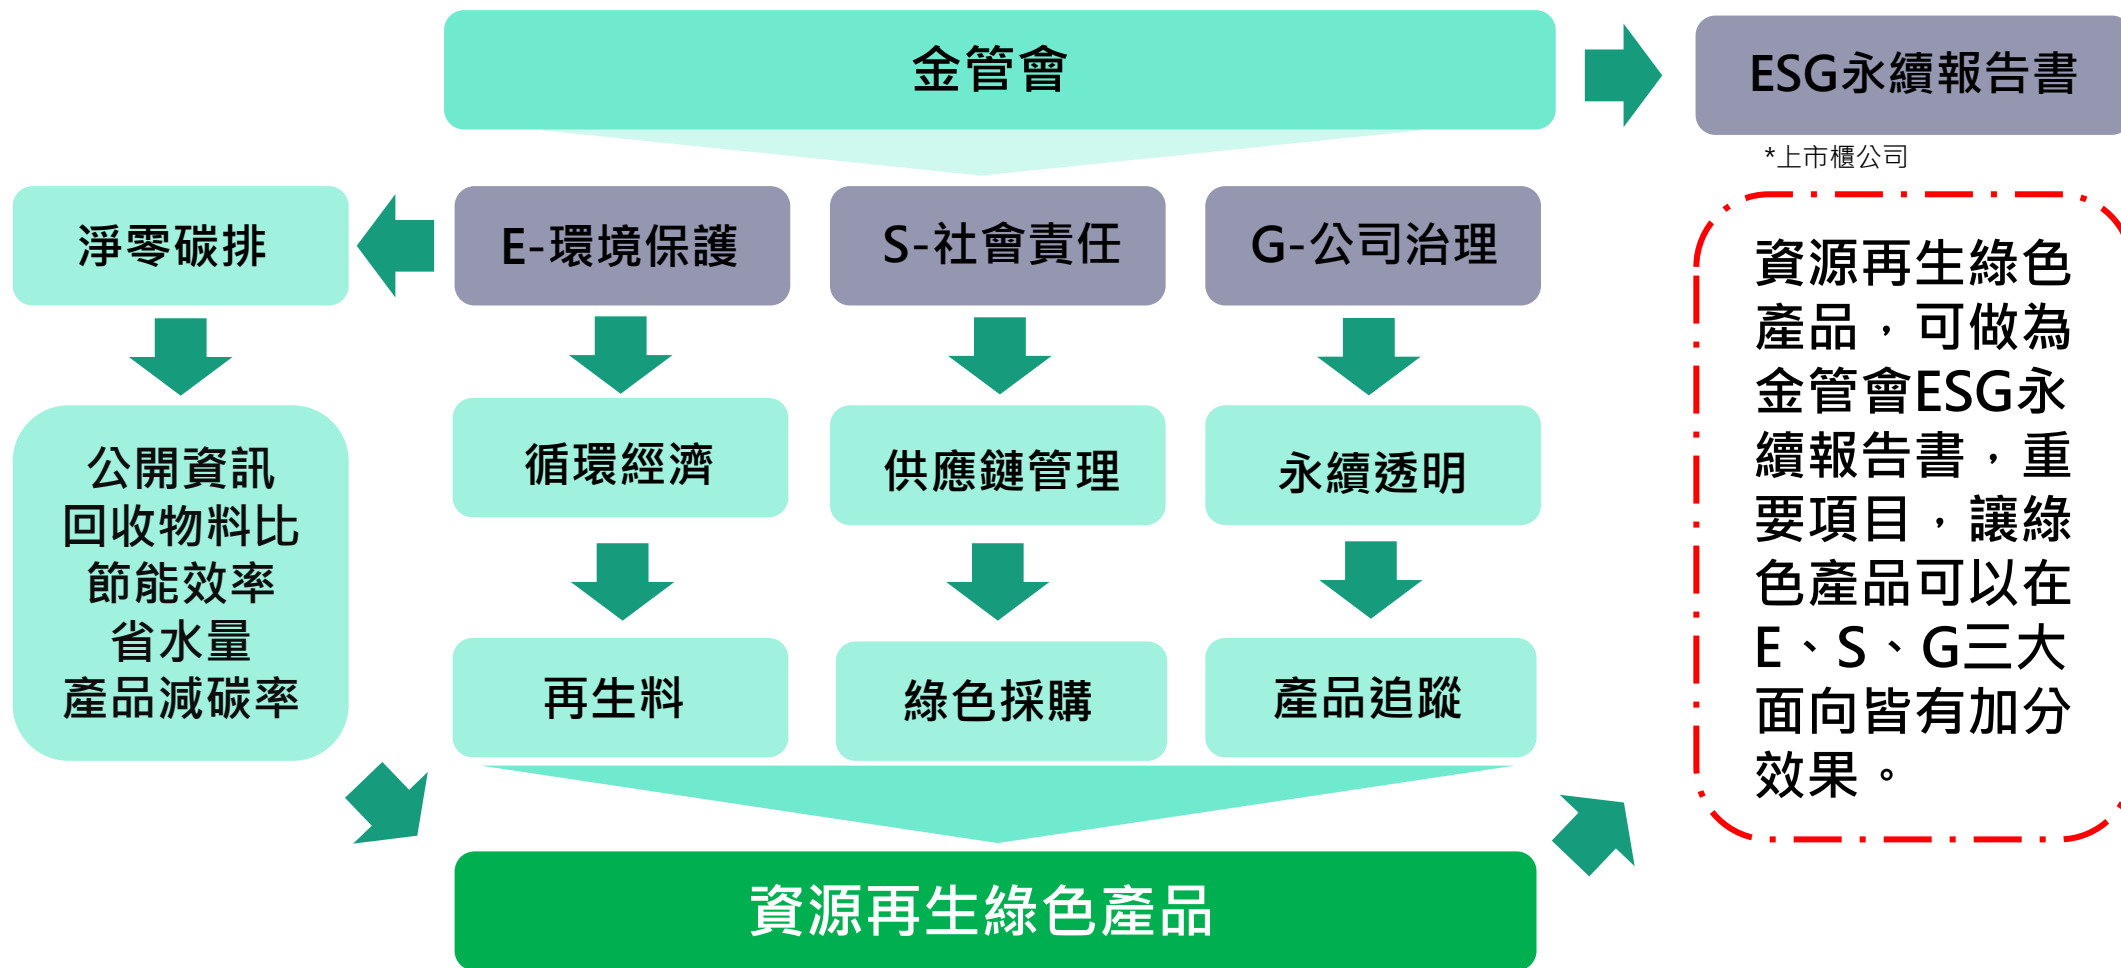 金管會
ESG永續報告書
*上市櫃公司
淨零碳排
E-環境保護
S-社會責任
G-公司治理
公開資訊
回收物料比
節能效率
省水量
產品減碳率
循環經濟
供應鏈管理
永續透明
再生料
綠色採購
產品追蹤
資源再生綠色產品
資源再生綠色
產品，可做為
金管會ESG永
續報告書，重
要項目，讓綠
色產品可以在
E、S、G三大
面向皆有加分
效果。